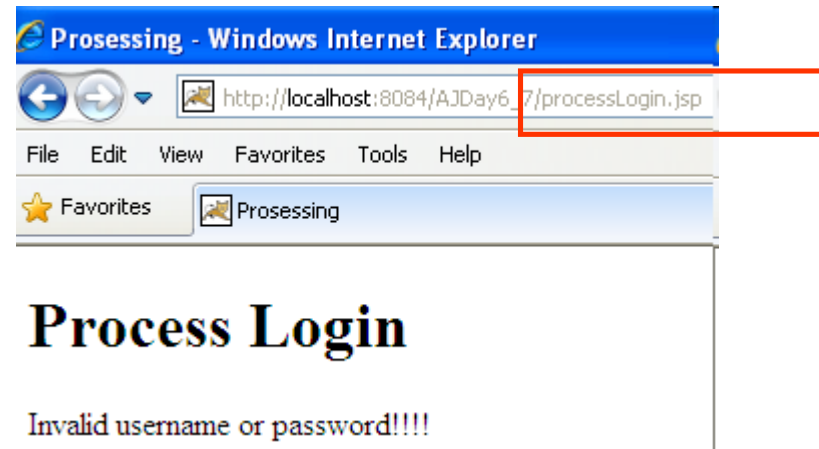 Prosessing - Windows Internet Explorer
http://localhost:8084/AJDay6_7/processLogin.jsp
File Edit View Favorites Tools Help
Favorites Prosessing
Process Login
Invalid username or password!!!!